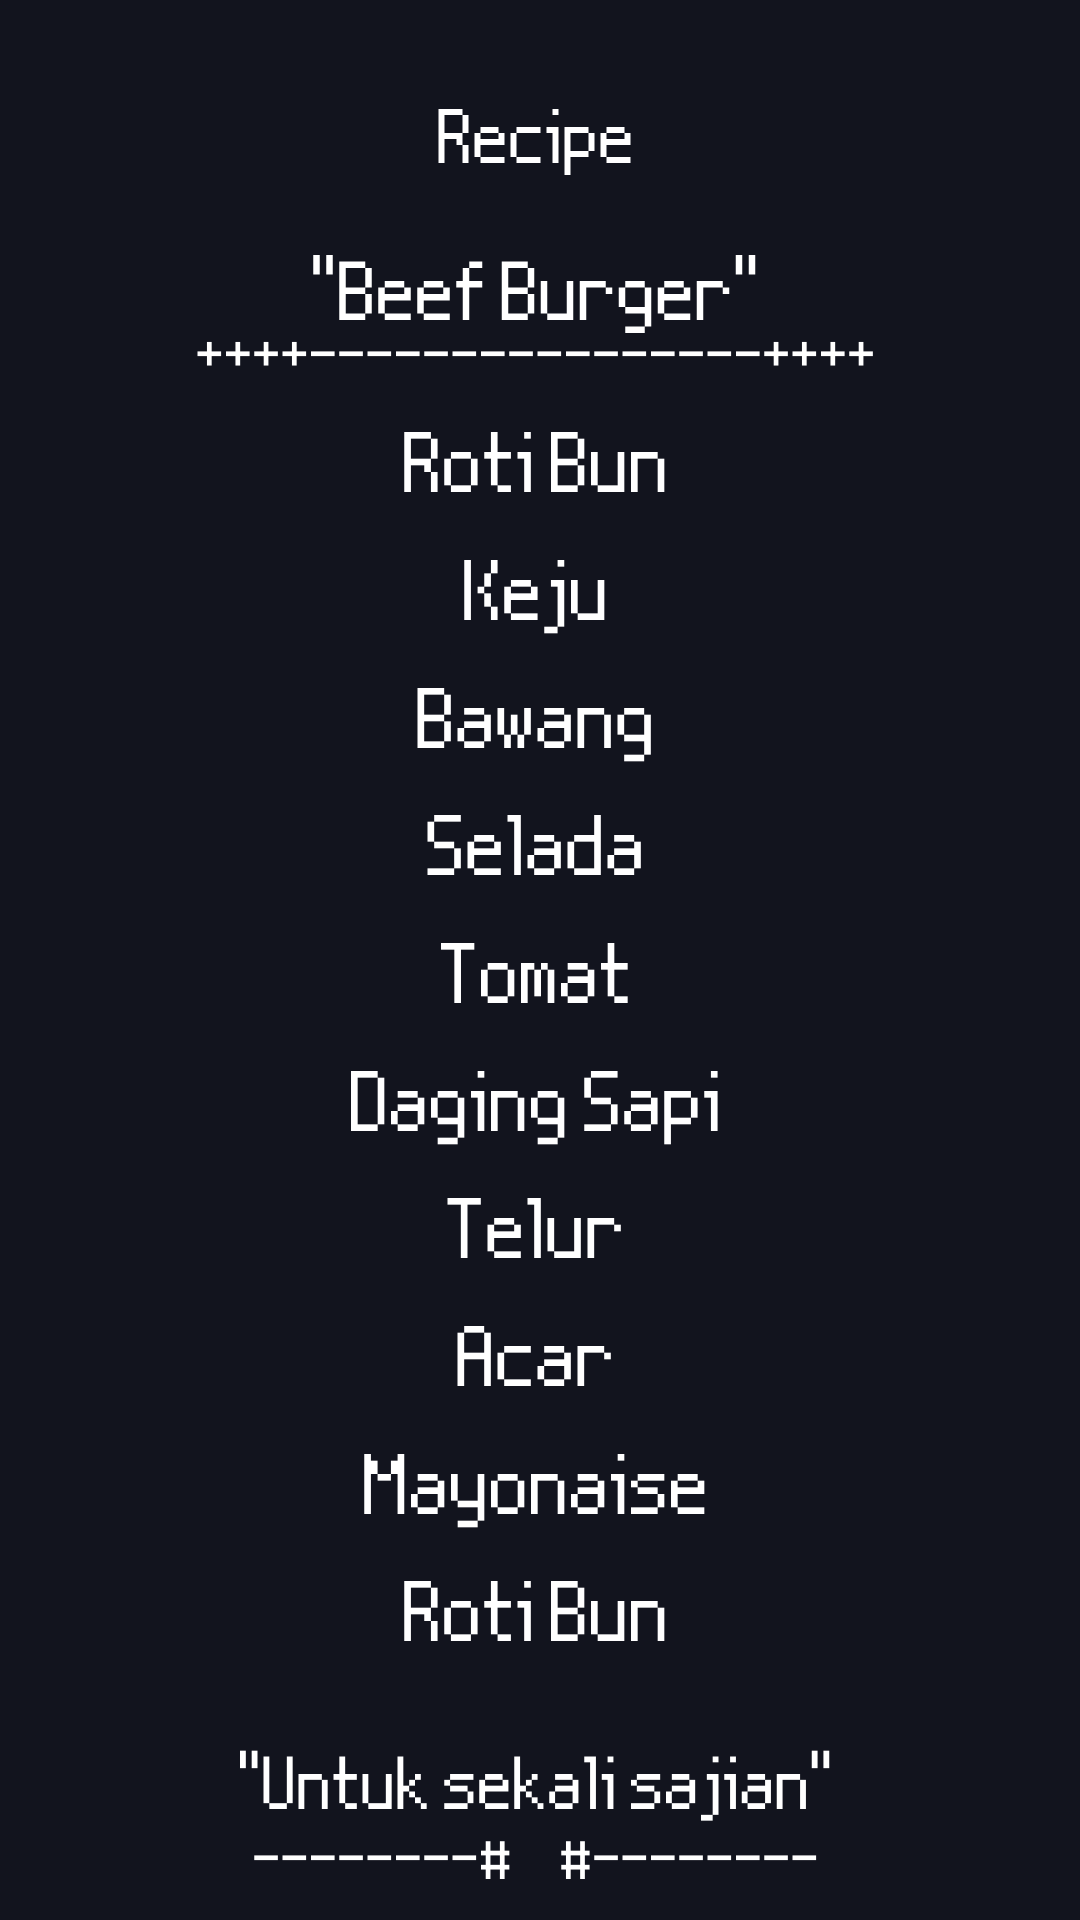 Recipe
"Beef Burger"
++++----------------++++
Roti Bun
Keju
Bawang
Selada
Tomat
Daging Sapi
Telur
Acar
Mayonaise
Roti Bun
"Untuk sekali sajian"
--------# #--------